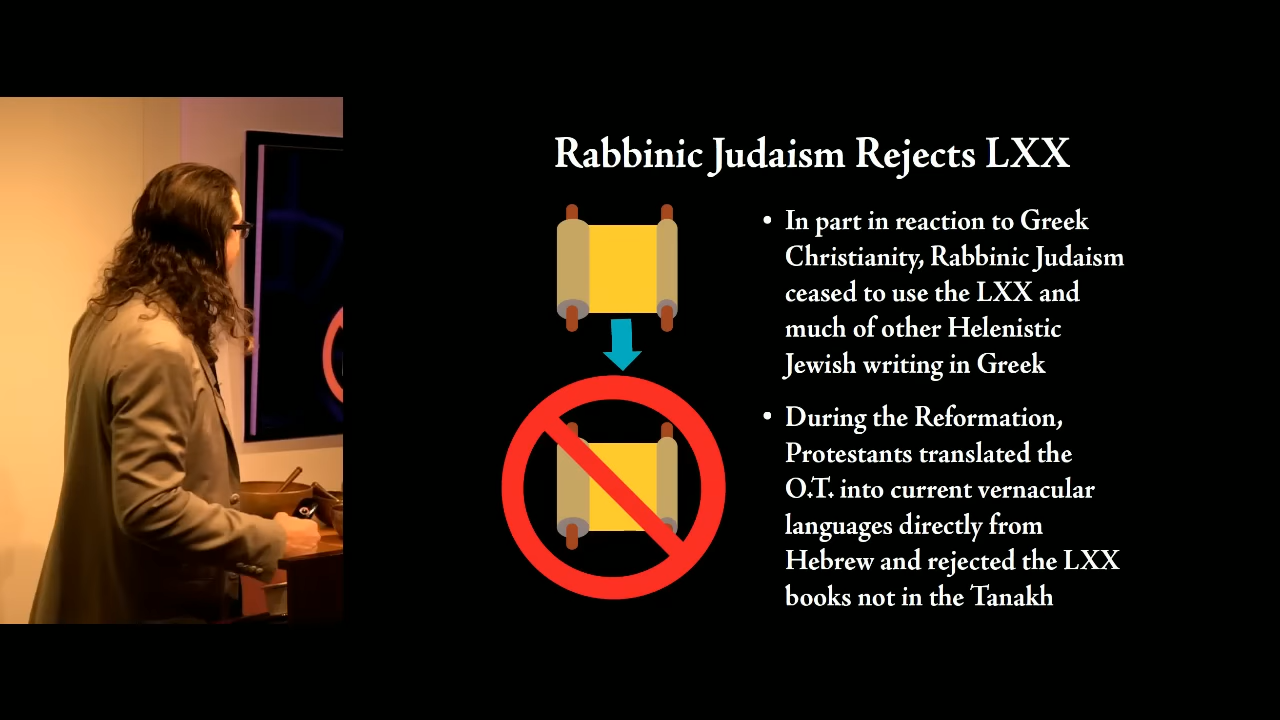 Rabbinic Judaism Rejects LXX
• In part in reaction to Greek
Christianity, Rabbinic Judaism
ceased to use the LXX and
much of other Helenistic
Jewish writing in Greek
• During the Reformation,
Protestants translated the
O.T. into current vernacular
languages directly from
Hebrew and rejected the LXX
books not in the Tanakh